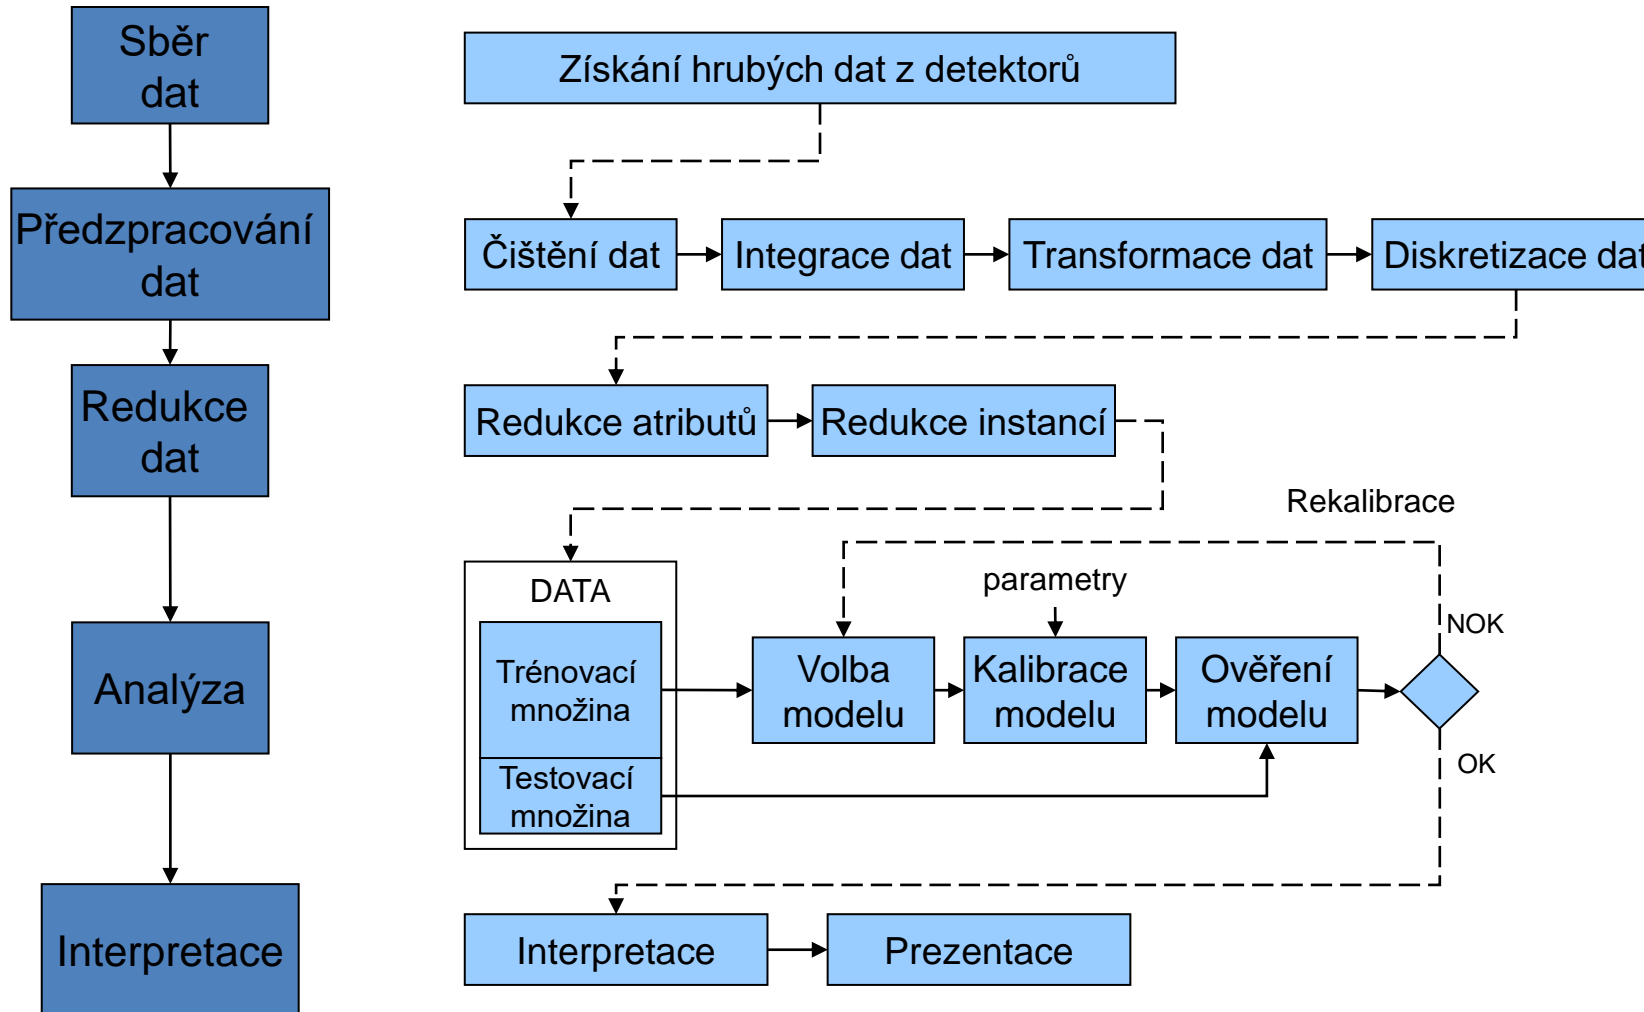 Sběr
dat
Získání hrubých dat z detektorů
Předzpracování
dat
Čištění dat
Integrace dat
Transformace dat
Diskretizace dat
Redukce
dat
Redukce atributů
Redukce instancí
Rekalibrace
DATA
parametry
NOK
Trénovací
množina
Volba
modelu
Kalibrace
modelu
Ověření
modelu
Analýza
Testovací
množina
OK
Interpretace
Interpretace
Prezentace